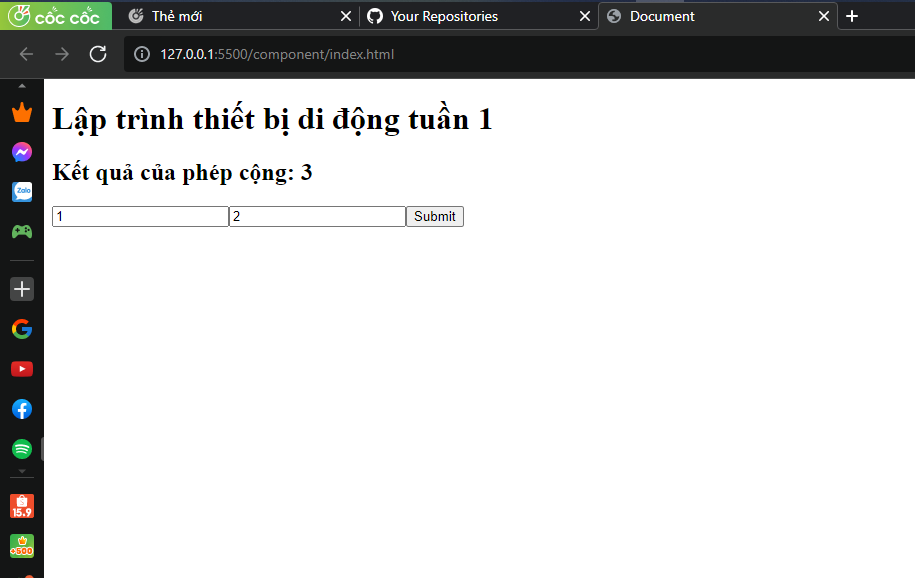 cốc cốc
Thẻ mới
Your Repositories
Document
127.0.0.1:5500/component/index.html
Lập trình thiết bị di động tuần 1
Kết quả của phép cộng: 3
1
2
Submit
Zalo
15.9
+500